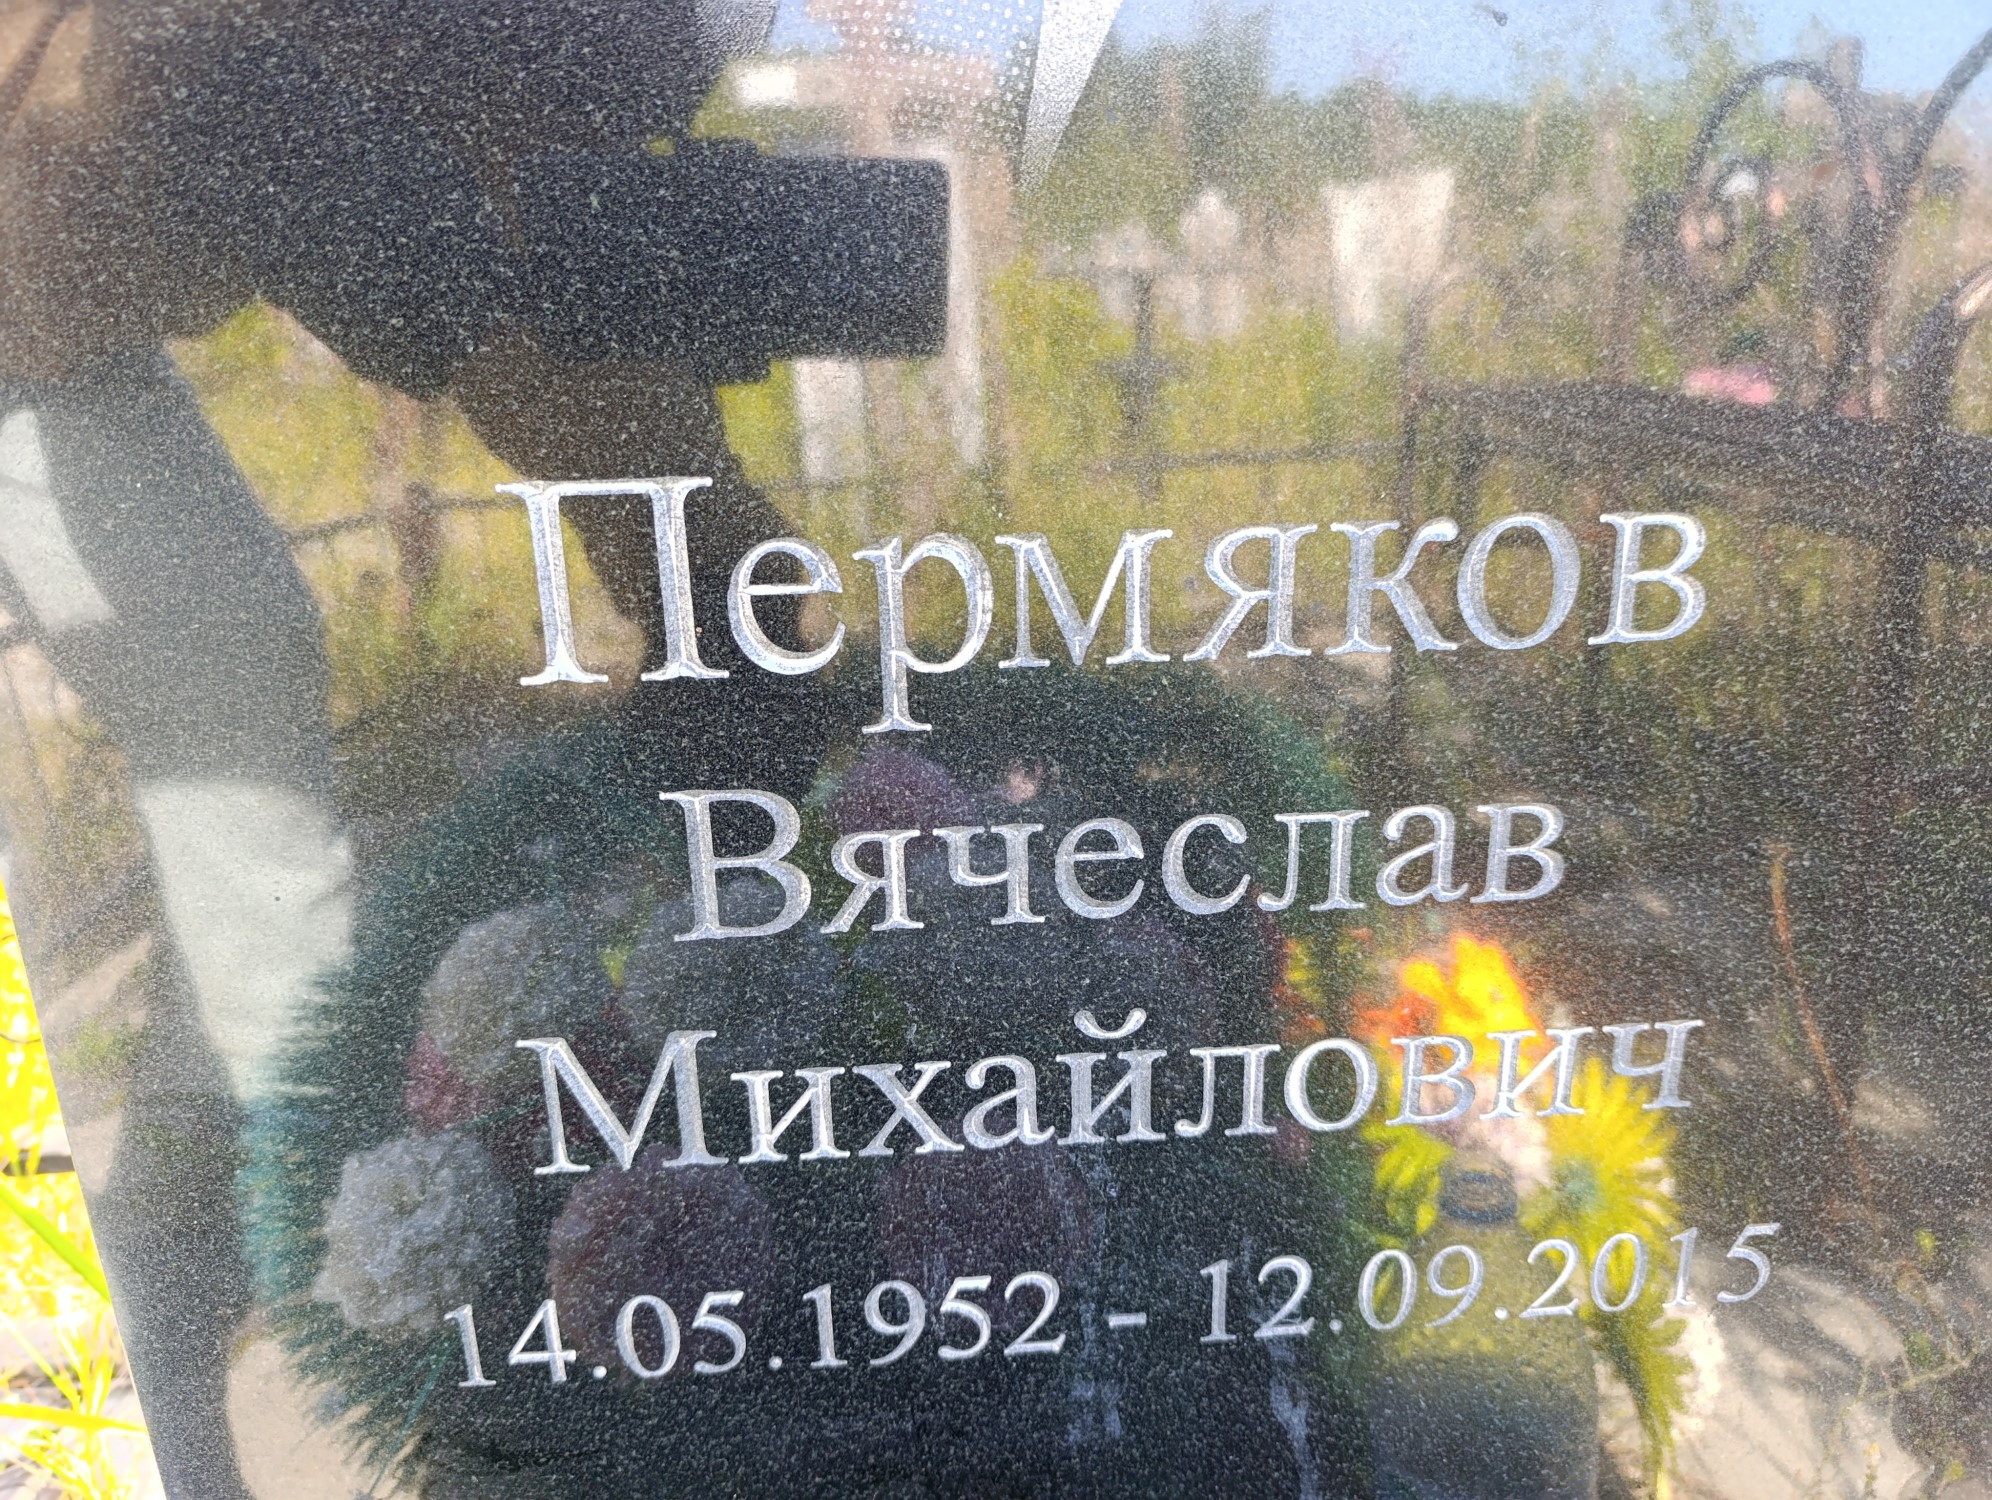 Пермяков
Вячеслав
Михайлович
14.05.1952 - 12.09.2015